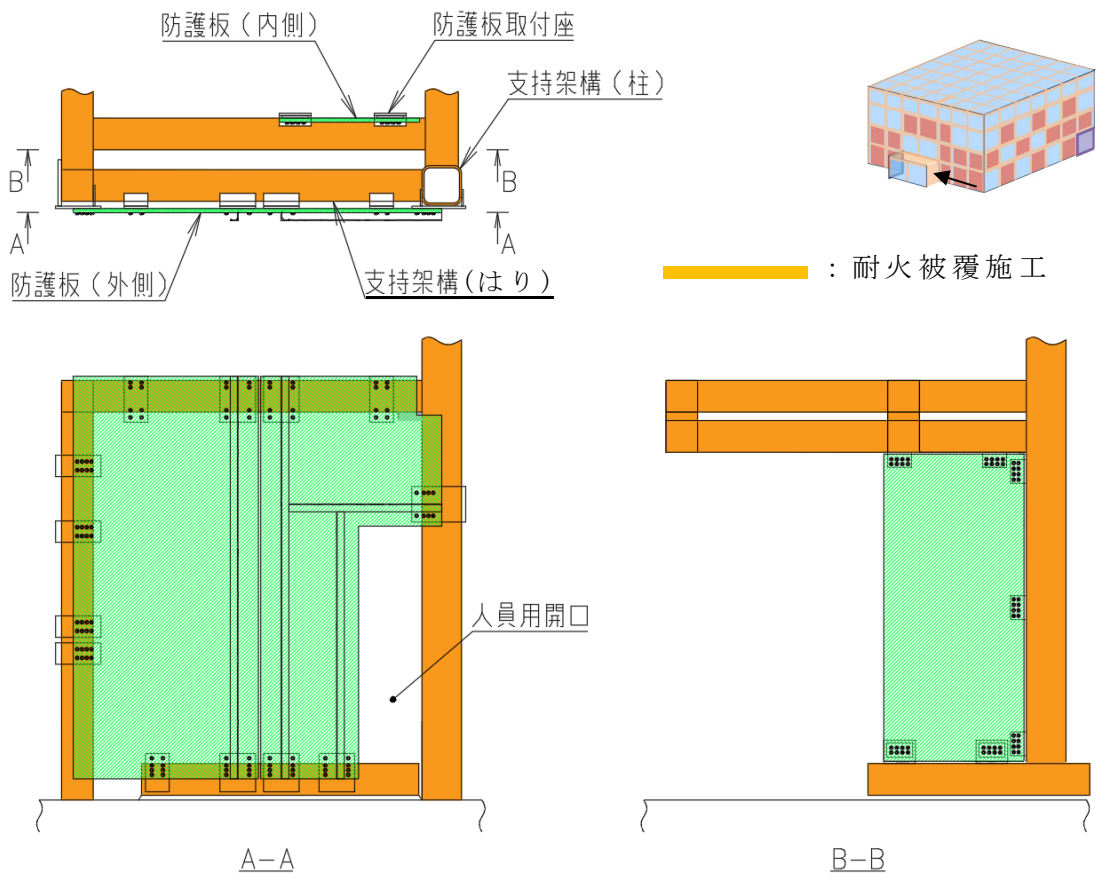 防護板（内側）
防護板取付座
支持架構（柱）
B
B
A
A
防護板（外側）
支持架構(はり)
：耐火被覆施工
人員用開口
A－A
B－B